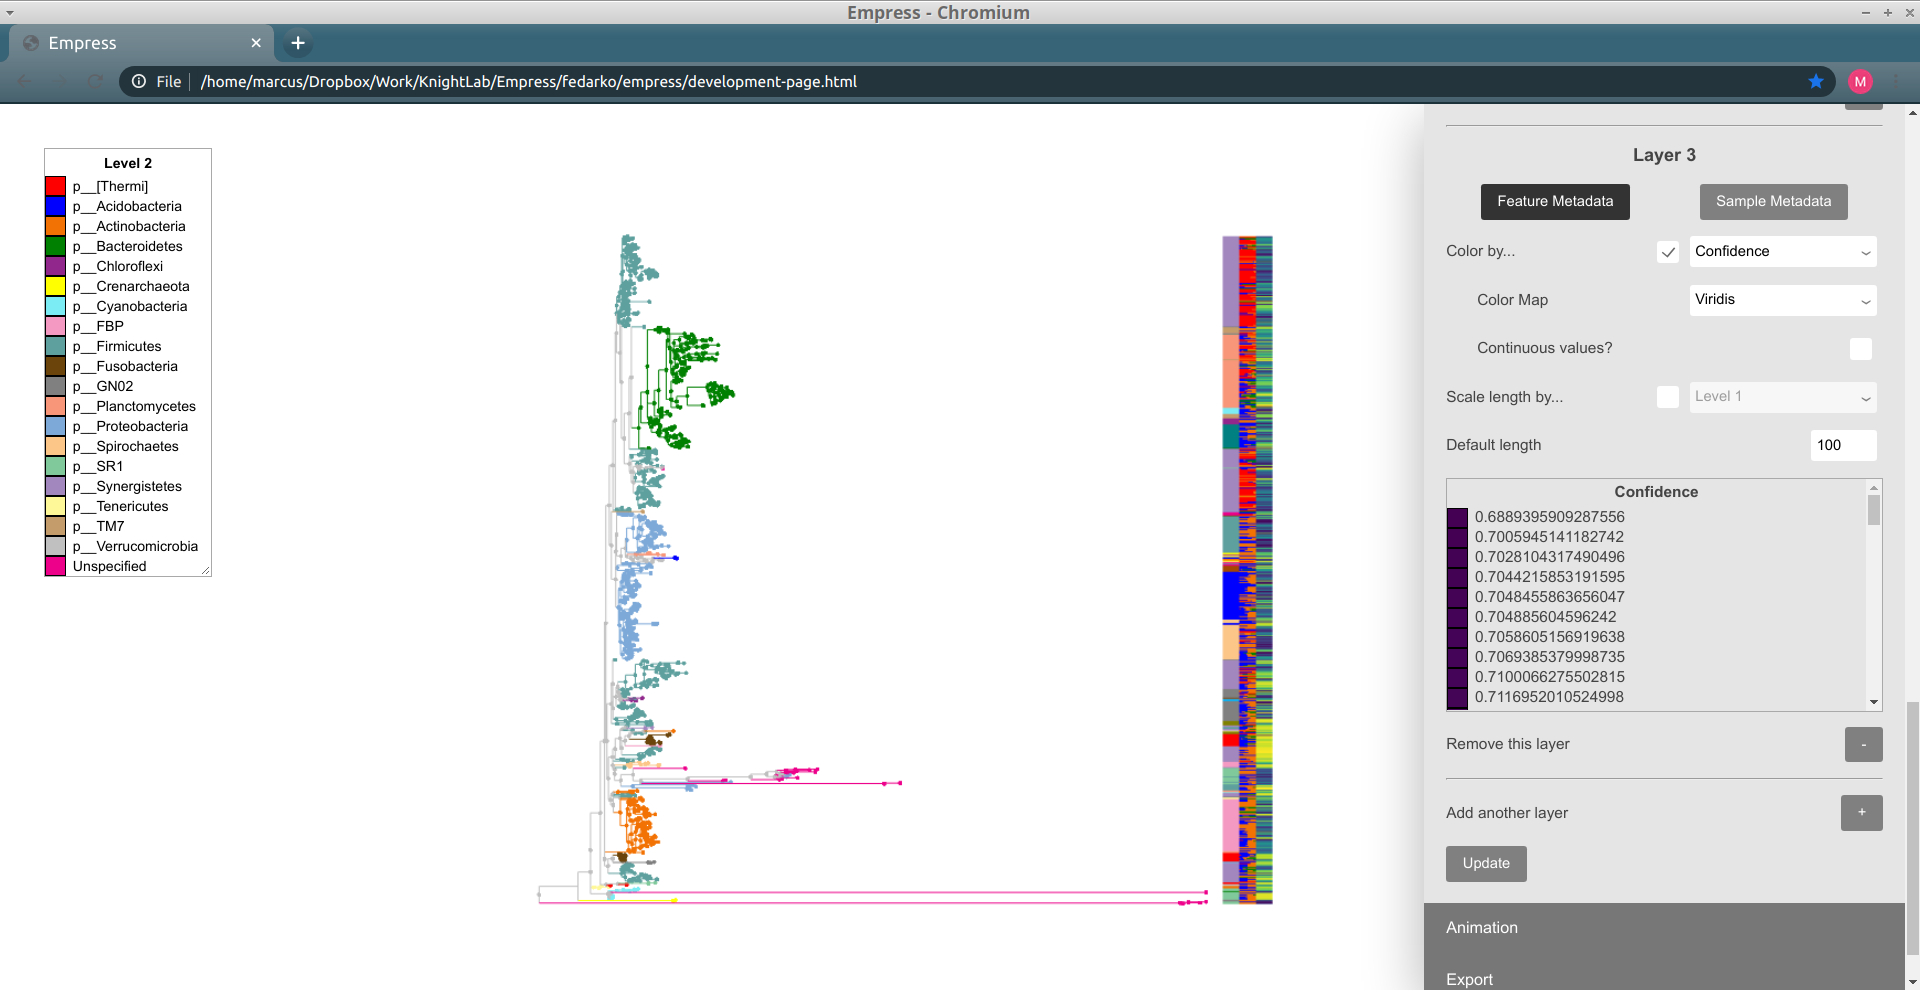 Empress - Chromium
Empress
File
/home/marcus/Dropbox/Work/KnightLab/Empress/fedarko/empress/development-page.html
M
Level 2
p__[Thermi]
p__Acidobacteria
p__Actinobacteria
p__Bacteroidetes
p__Chloroflexi
p__Crenarchaeota
p__Cyanobacteria
p__FBP
p__Firmicutes
p__Fusobacteria
p__GN02
p__Planctomycetes
p__Proteobacteria
p__Spirochaetes
p__SR1
p__Synergistetes
p__Tenericutes
p__TM7
p__Verrucomicrobia
Unspecified
Layer 3
Feature Metadata Sample Metadata
Color by... Confidence
Color Map Viridis
Continuous values?
Scale length by... Level 1
Default length 100
Confidence
0.6889395909287556
0.7005945141182742
0.7028104317490496
0.7044215853191595
0.7048455863656047
0.704885604596242
0.7058605156919638
0.7069385379998735
0.7100066275502815
0.7116952010524998
Remove this layer -
Add another layer +
Update
Animation
Export